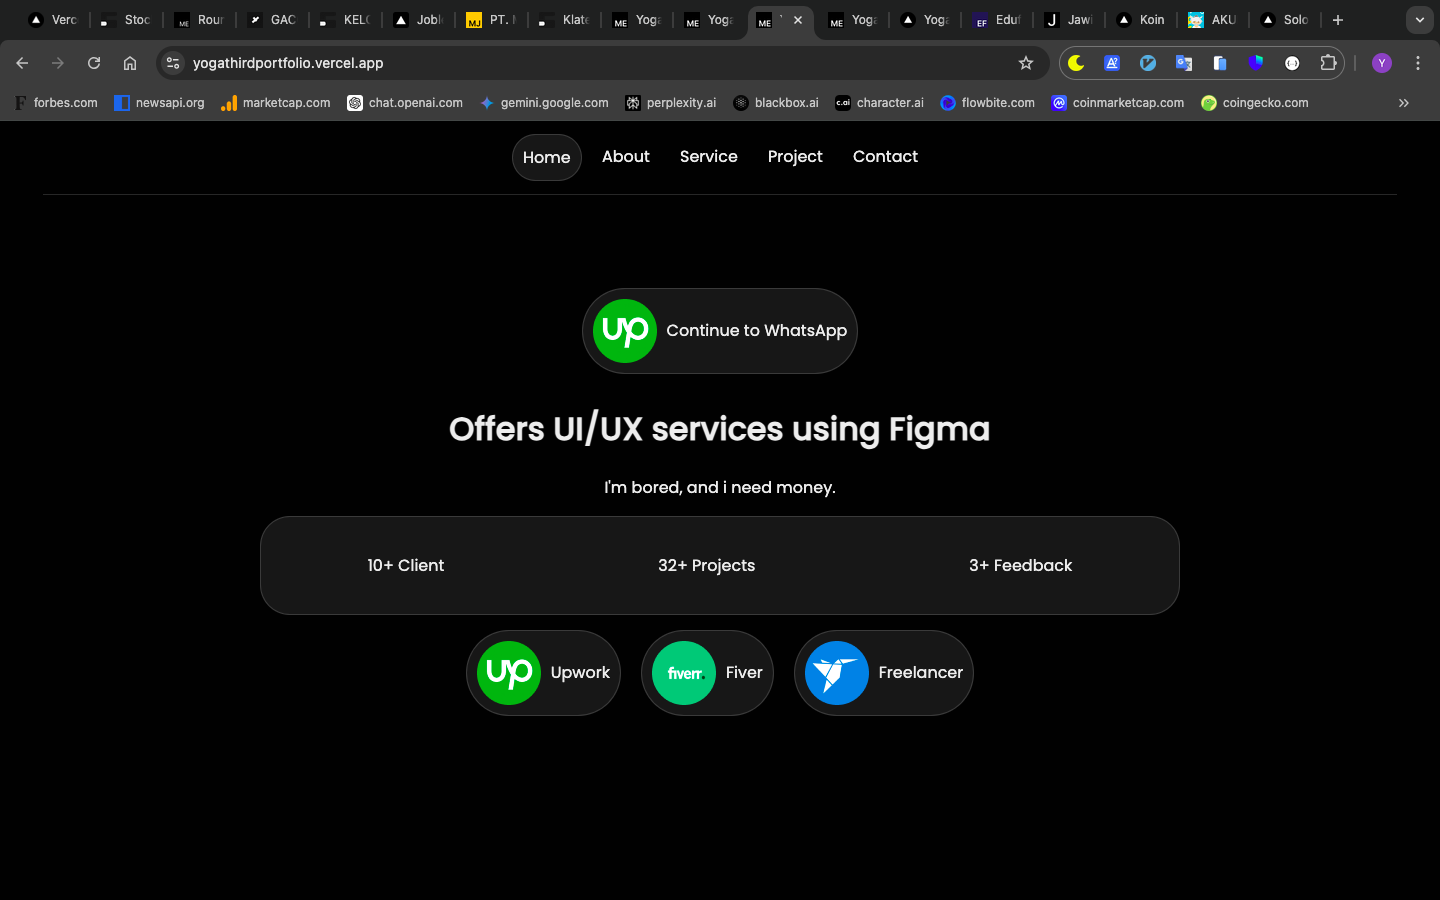 Verc Stoc Rour GAC KELC Joble PT. M Klate Yoga Yoga Yoga Yoga Eduf Jawi Koin AKU Solo
yogathirdportfolio.vercel.app
Y
forbes.com newsapi.org marketcap.com chat.openai.com gemini.google.com perplexity.ai blackbox.ai character.ai flowbite.com coinmarketcap.com coingecko.com
Home About Service Project Contact
up Continue to WhatsApp
Offers UI/UX services using Figma
I'm bored, and i need money.
10+ Client 32+ Projects 3+ Feedback
up Upwork fiverr. Fiver Freelancer